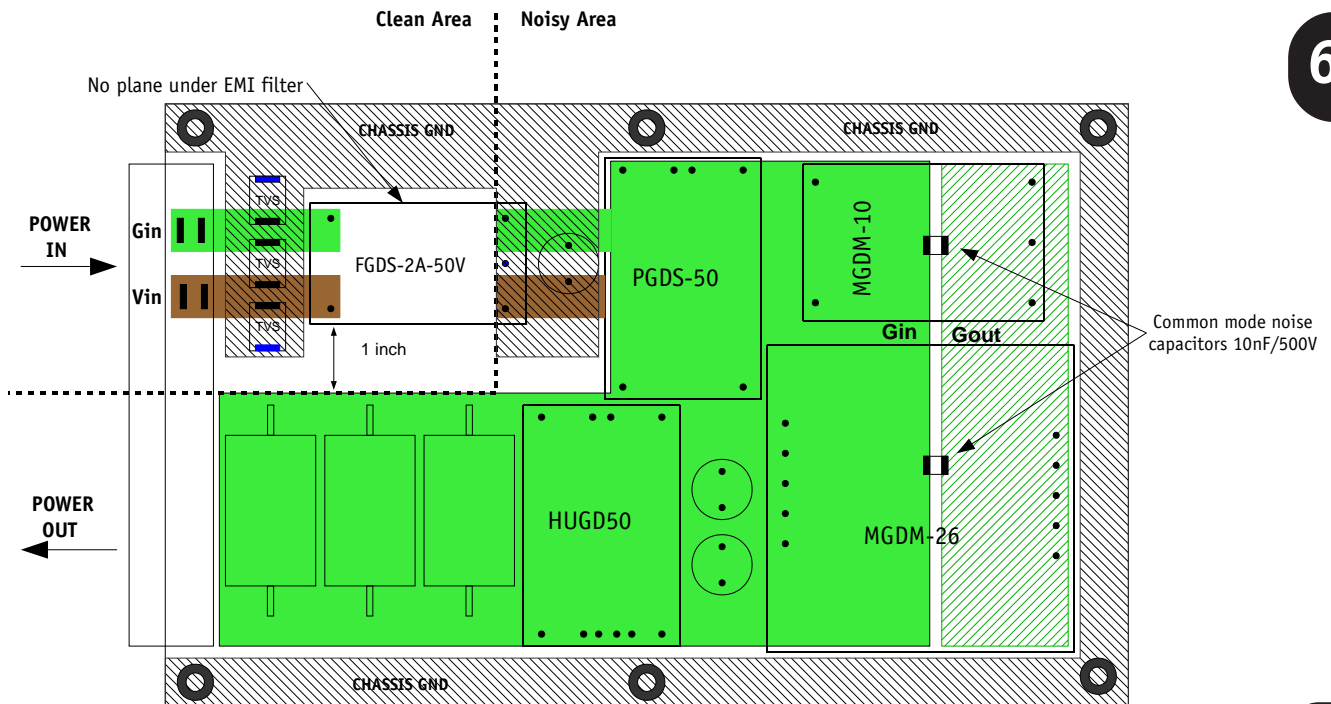 Clean Area
Noisy Area
6
No plane under EMI filter
CHASSIS GND
CHASSIS GND
POWER
IN
Gin
Vin
TVS
TVS
TVS
FGDS-2A-50V
PGDS-50
MGDM-10
Gin
Gout
Common mode noise
capacitors 10nF/500V
1 inch
POWER
OUT
HUGD50
MGDM-26
CHASSIS GND